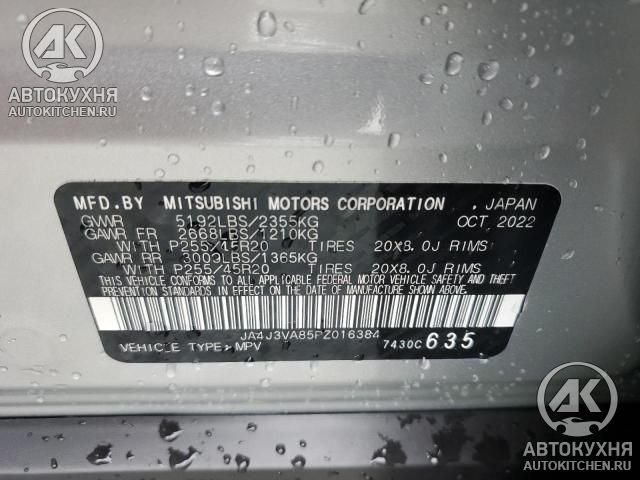 АК
АВТОКУХНЯ
AUTOKITCHEN.RU
MFD.BY MITSUBISHI MOTORS CORPORATION , JAPAN
GVWR 5192LBS/2355KG OCT 2022
GAWR FR 2668LBS/1210KG
WITH P255/45R20 TIRES 20X8.0J RIMS
GAWR RR 3009LBS/1365KG
WITH P255/45R20 TIRES 20X8.0J RIMS
THIS VEHICLE CONFORMS TO ALL APPLICABLE FEDERAL MOTOR VEHICLE SAFETY AND THEFT
PREVENTION STANDARDS IN EFFECT ON THE DATE OF MANUFACTURE SHOWN ABOVE.
JA4J3VA85PZ016384
VEHICLE TYPE:MPV 7430C 635
АК
АВТОКУХНЯ
AUTOKITCHEN.RU